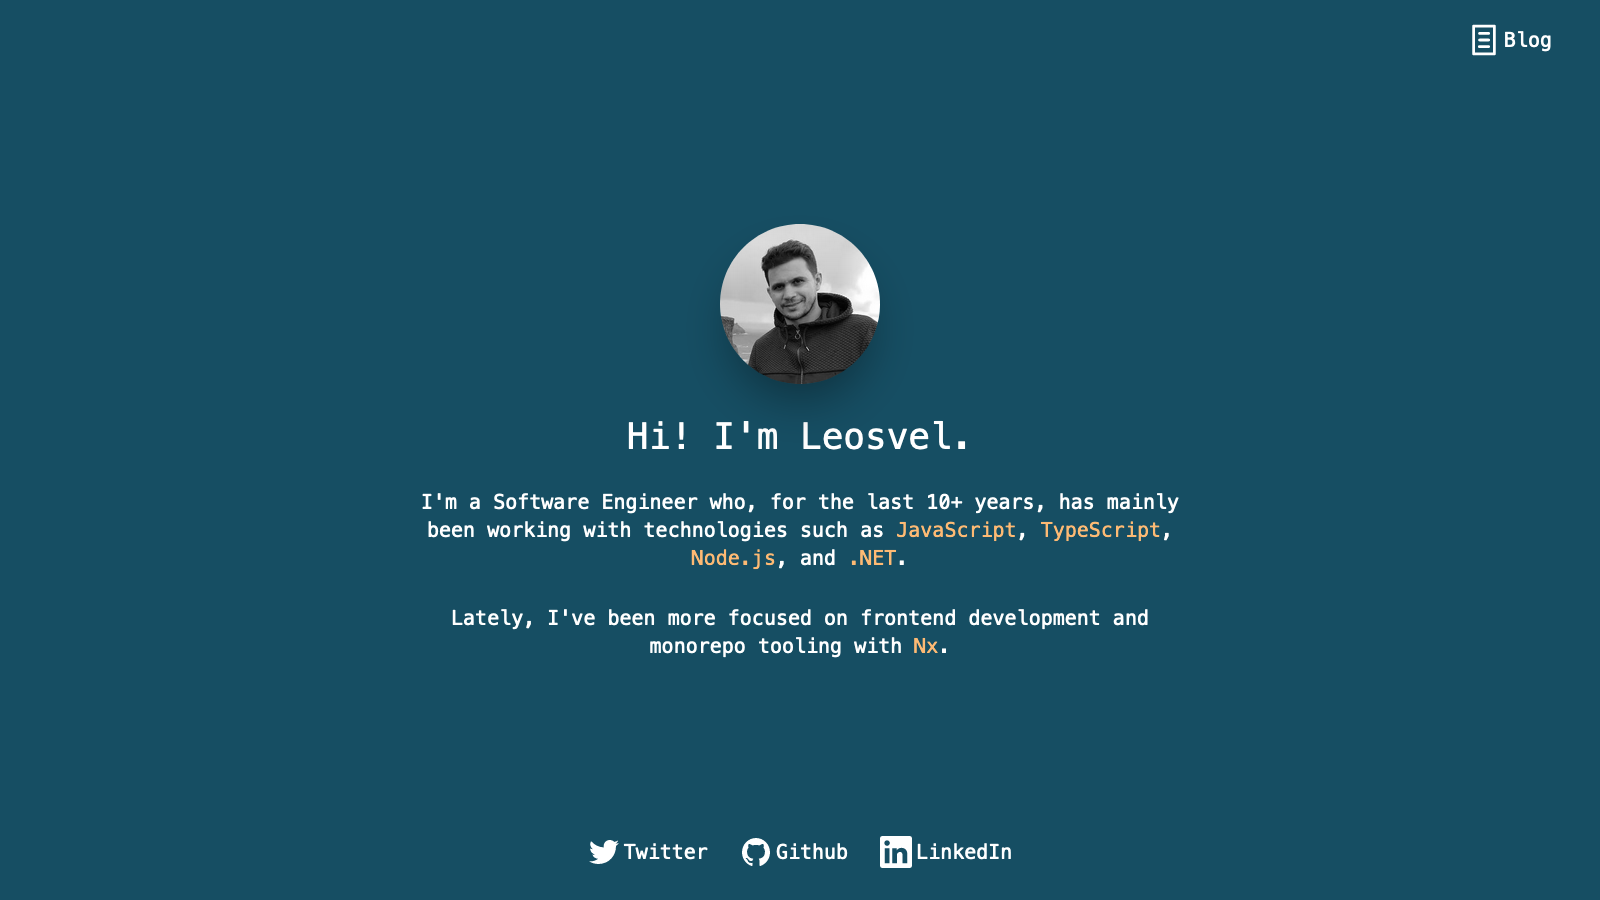 Blog
Hi! I'm Leosvel.
I'm a Software Engineer who, for the last 10+ years, has mainly
been working with technologies such as JavaScript, TypeScript,
Node.js, and .NET.
Lately, I've been more focused on frontend development and
monorepo tooling with Nx.
Twitter Github LinkedIn